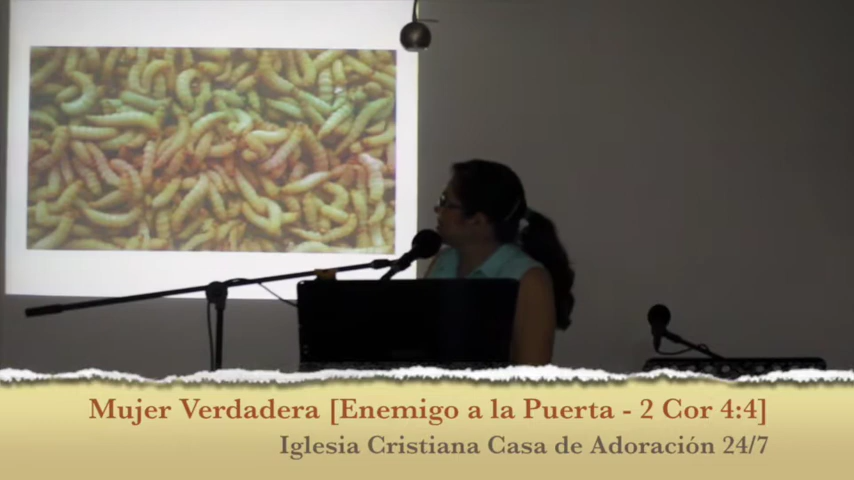 Mujer Verdadera [Enemigo a la Puerta - 2 Cor 4:4]
Iglesia Cristiana Casa de Adoración 24/7